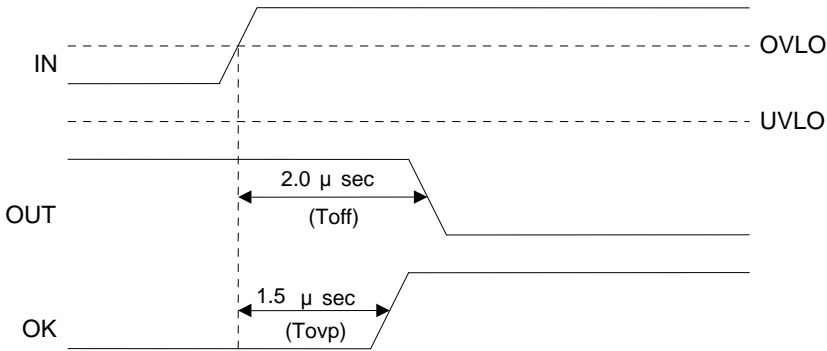 OVLO
IN
UVLO
2.0 μ sec
(Toff)
OUT
1.5 μ sec
(Tovp)
OK